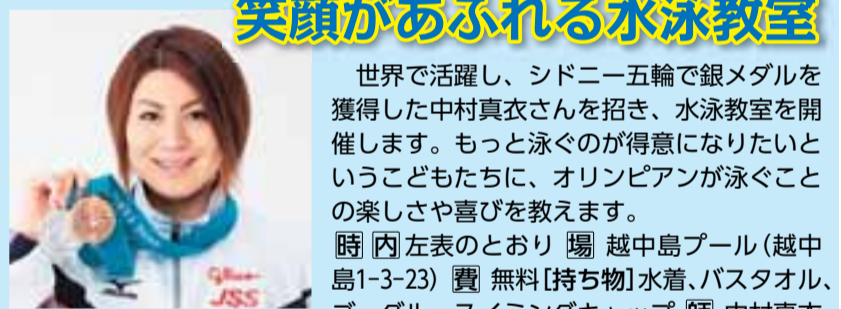 笑顔があふれる水泳教室
　世界で活躍し、シドニー五輪で銀メダルを
獲得した中村真衣さんを招き、水泳教室を開
催します。もっと泳ぐのが得意になりたいと
いうこどもたちに、オリンピアンが泳ぐこと
の楽しさや喜びを教えます。
時 内 左表のとおり 場 越中島プール(越中
島1-3-23) 費 無料[持ち物]水着、バスタオル、
JSS